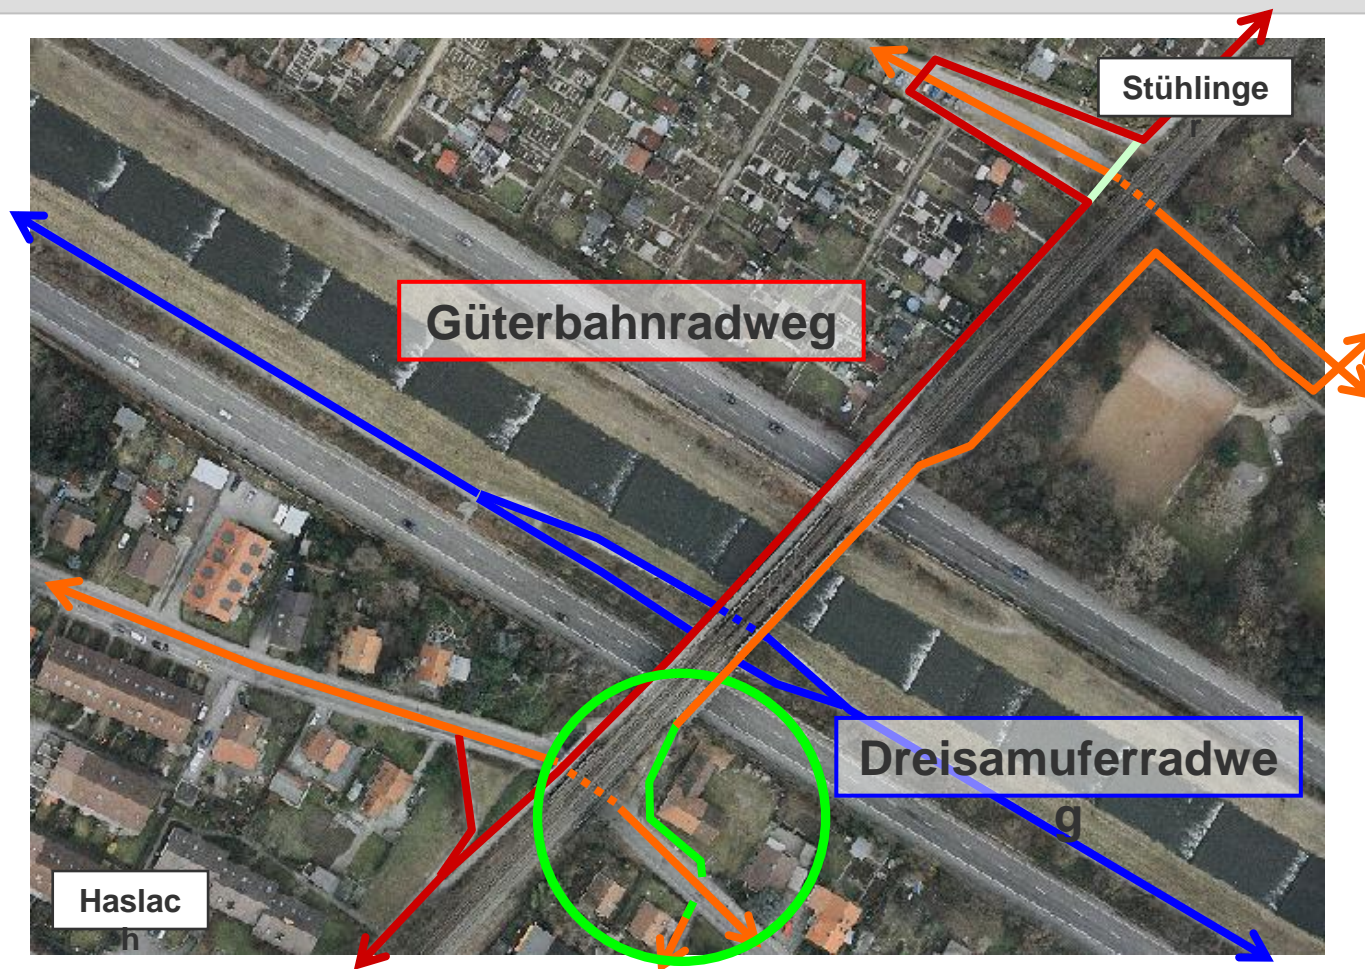 Stühlinge
r
Güterbahnradweg
Dreisamuferradwe
g
Haslac
h